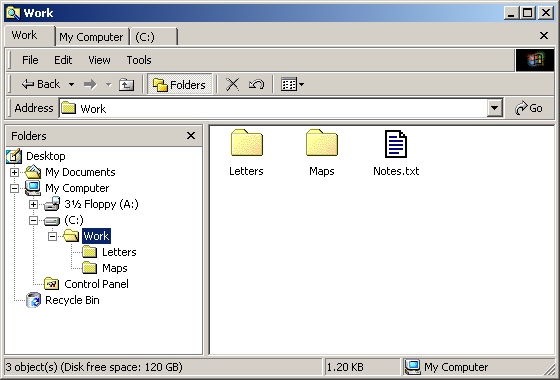 Work
Work My Computer (C:)
File Edit View Tools
Back Folders
Address Work Go
Folders
Desktop
My Documents
My Computer
3½ Floppy (A:)
(C:)
Work
Letters
Maps
Control Panel
Recycle Bin
Letters Maps Notes.txt
3 object(s) (Disk free space: 120 GB) 1.20 KB My Computer